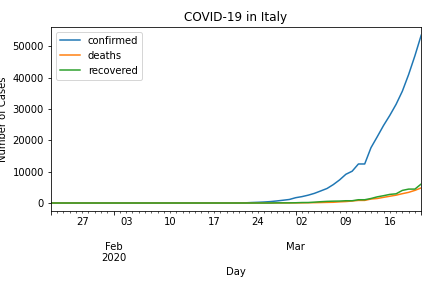 COVID-19 in Italy
confirmed
deaths
recovered
50000
40000
30000
20000
10000
0
Number of Cases
27 03 10 17 24 02 09 16
Feb Mar
2020
Day